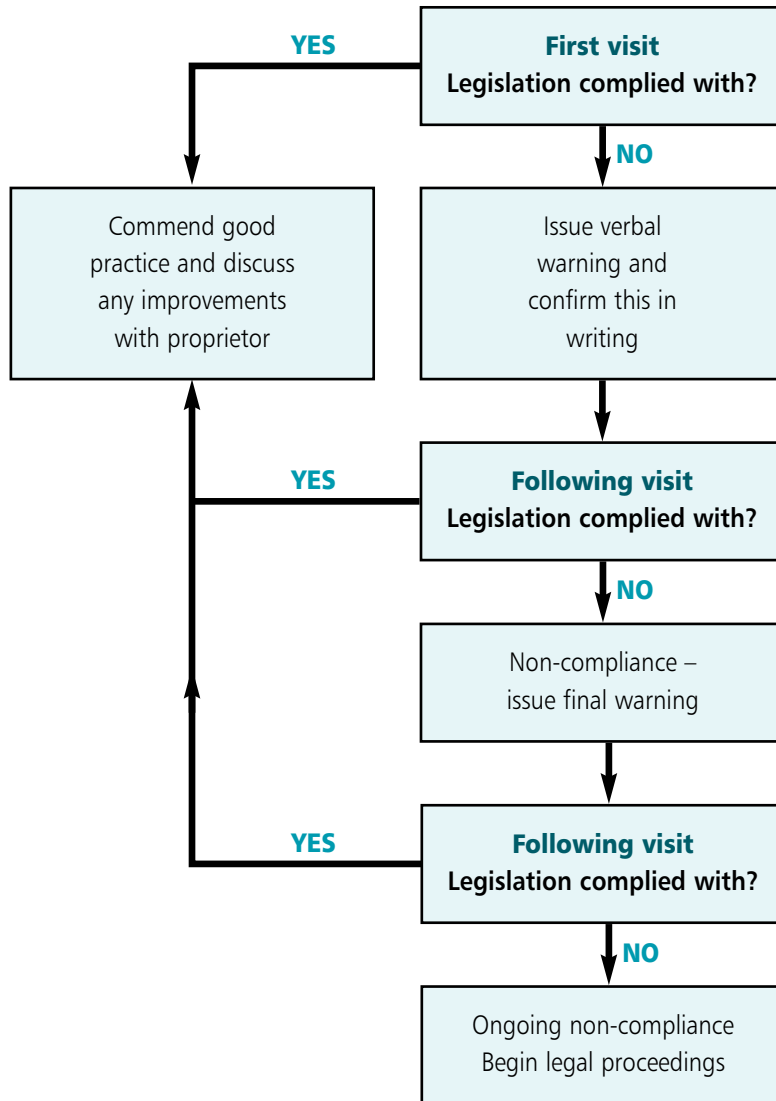 YES
First visit
Legislation complied with?
NO
Commend good
practice and discuss
any improvements
with proprietor
Issue verbal
warning and
confirm this in
writing
YES
Following visit
Legislation complied with?
NO
Non-compliance –
issue final warning
YES
Following visit
Legislation complied with?
NO
Ongoing non-compliance
Begin legal proceedings